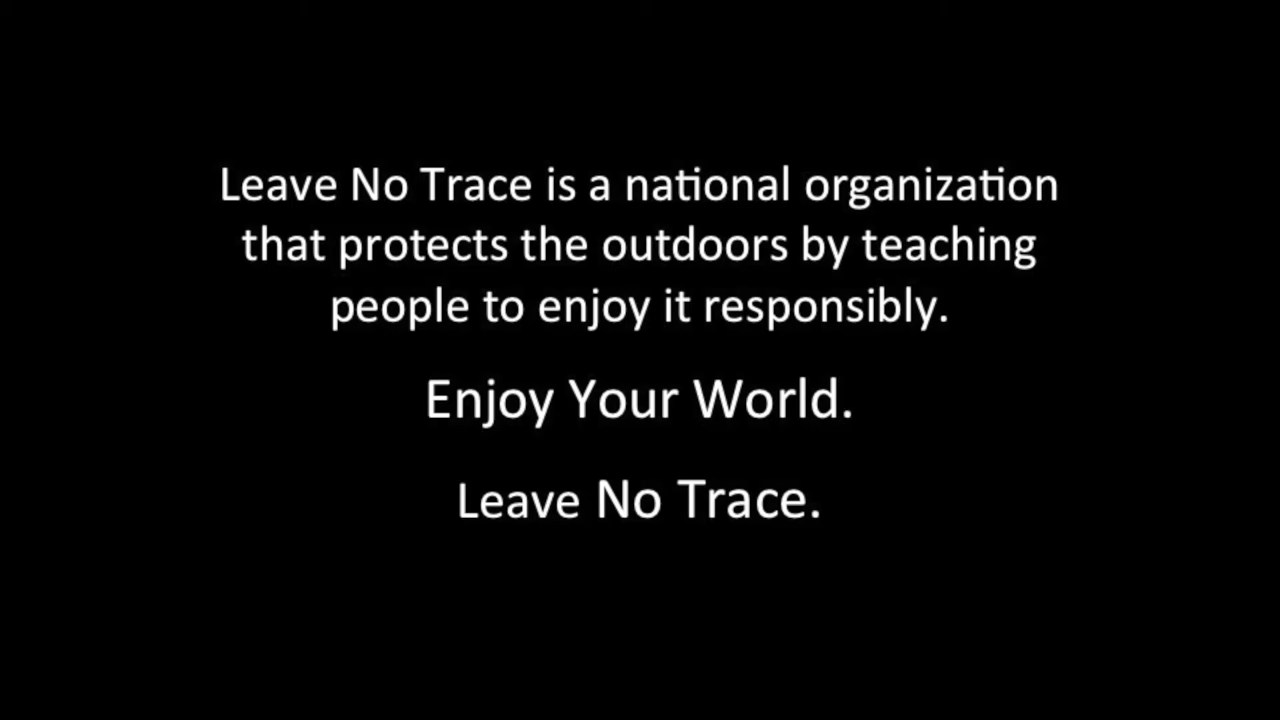 Leave No Trace is a national organization
that protects the outdoors by teaching
people to enjoy it responsibly.
Enjoy Your World.
Leave No Trace.